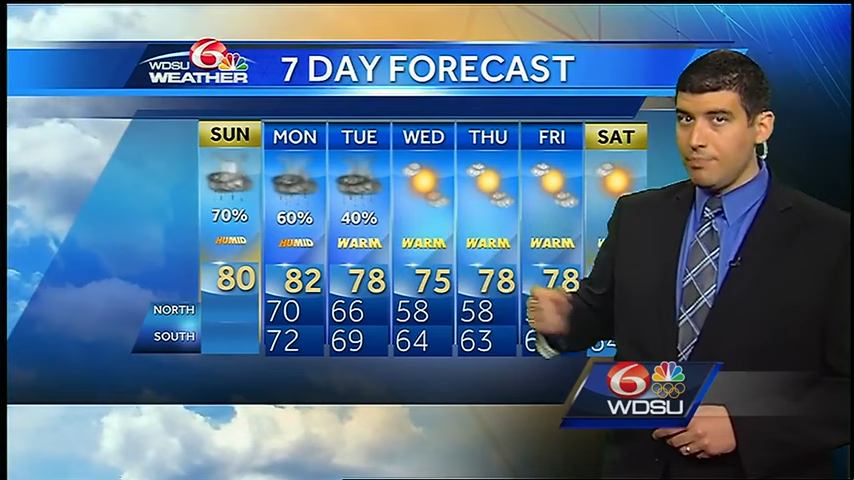 WDSU 6
WEATHER
7 DAY FORECAST
SUN MON TUE WED THU FRI SAT
70% 60% 40%
HUMID HUMID WARM WARM WARM WARM
80 82 78 75 78 78
NORTH 70 66 58 58
SOUTH 72 69 64 63
6
WDSU